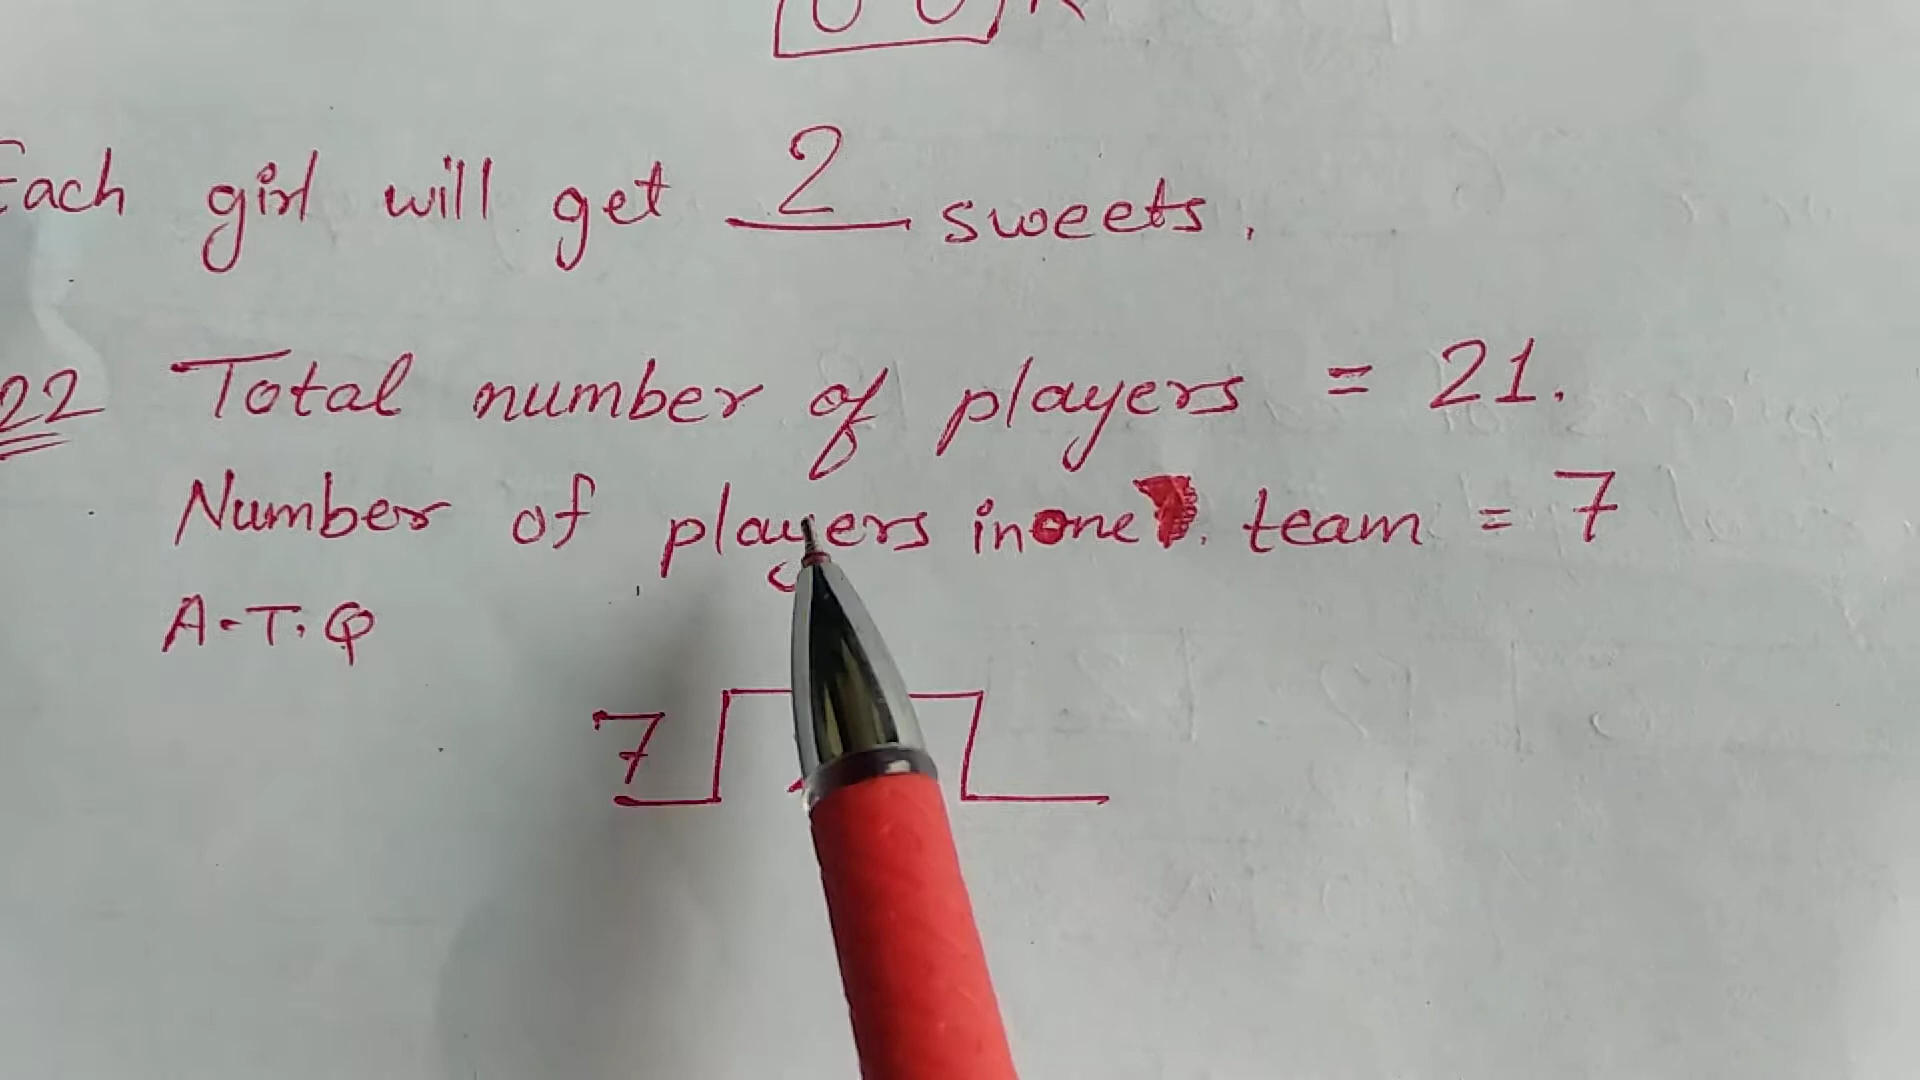 Each girl will get 2 sweets.
22 Total number of players = 21.
Number of players in one team = 7
A.T.Q
7